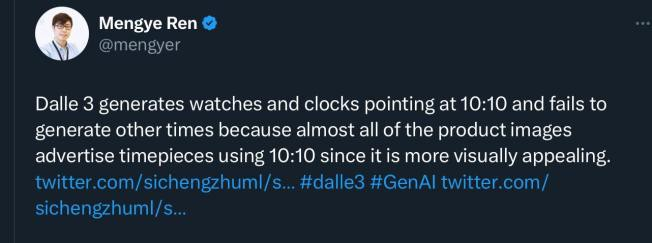 Mengye Ren
@mengyer
Dalle 3 generates watches and clocks pointing at 10:10 and fails to
generate other times because almost all of the product images
advertise timepieces using 10:10 since it is more visually appealing.
twitter.com/sichengzhuml/s... #dalle3 #GenAI twitter.com/
sichengzhuml/s...